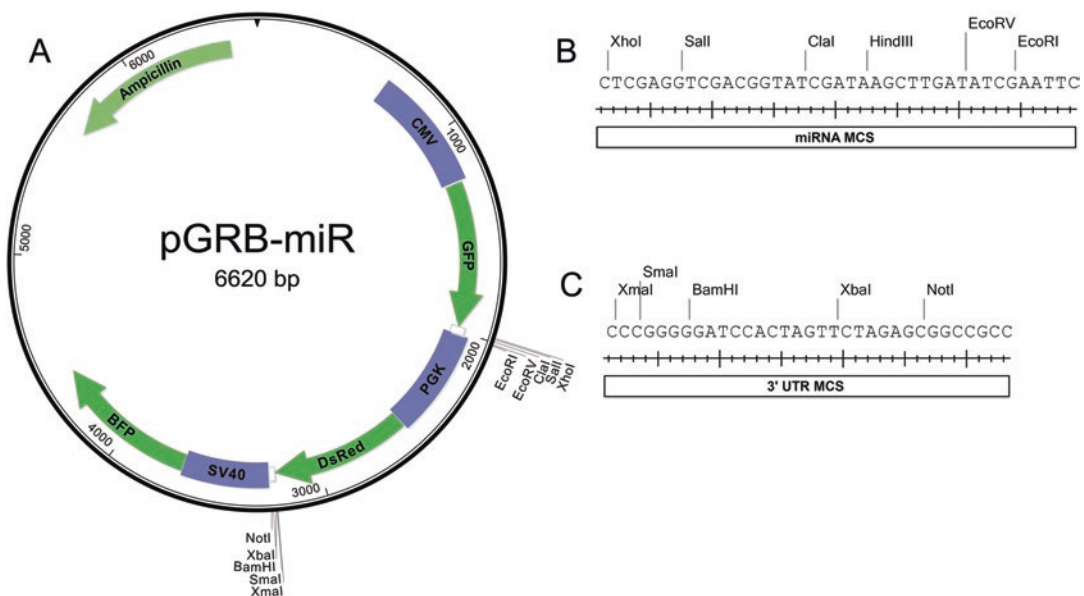 A
Ampicillin
6000
CMV
1000
GFP
5000
pGRB-miR
6620 bp
2000
EcoRI
EcoRV
ClaI
SalI
XhoI
PGK
DsRed
3000
SV40
BFP
4000
NotI
XbaI
BamHI
SmaI
XmaI
B
XhoI
SalI
ClaI
HindIII
EcoRV
EcoRI
CTCGAGGTCGACGGTATCGATAAGCTTGATATCGAATTC
miRNA MCS
C
XmaI
SmaI
BamHI
XbaI
NotI
CCCGGGGGATCCACTAGTTCTAGAGCGGCCGCC
3' UTR MCS